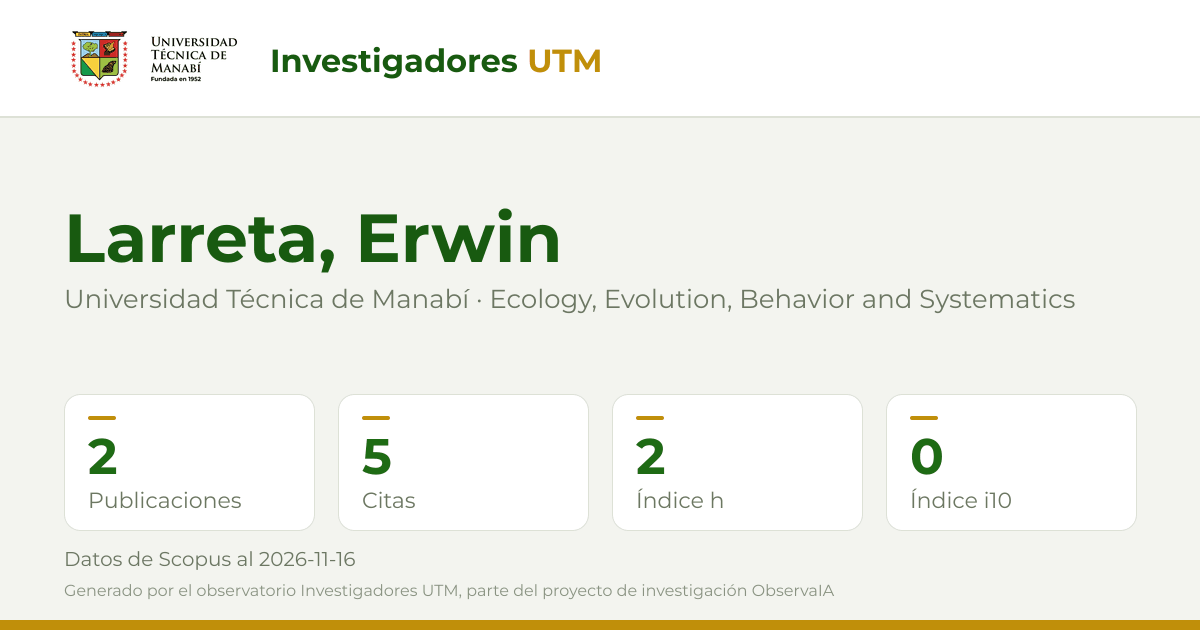 UNIVERSIDAD
TÉCNICA DE
MANABÍ
Fundada en 1952
Investigadores UTM
Larreta, Erwin
Universidad Técnica de Manabí · Ecology, Evolution, Behavior and Systematics
2
Publicaciones
5
Citas
2
Índice h
0
Índice i10
Datos de Scopus al 2026-11-16
Generado por el observatorio Investigadores UTM, parte del proyecto de investigación ObservaIA